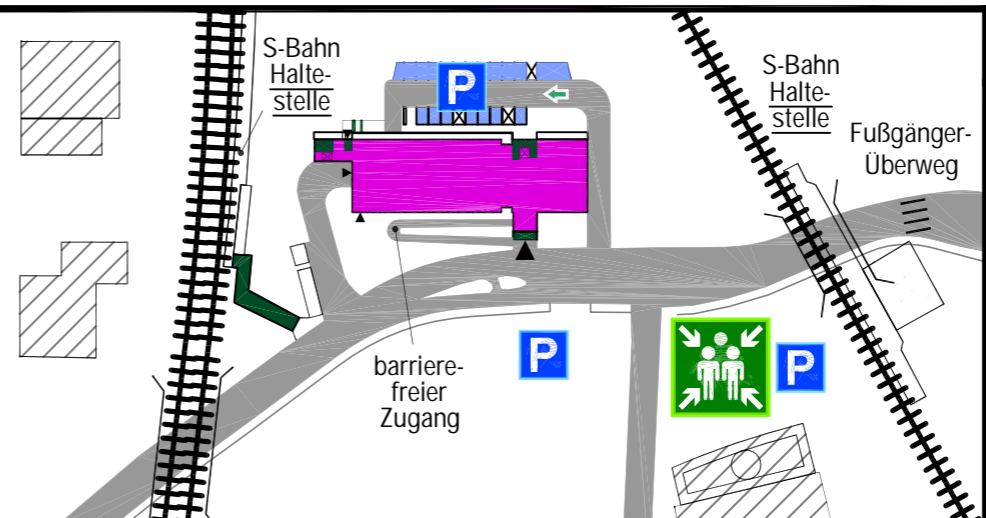 S-Bahn
Halte-
stelle
P
S-Bahn
Halte-
stelle
Fußgänger-
Überweg
barriere-
freier
Zugang
P
P